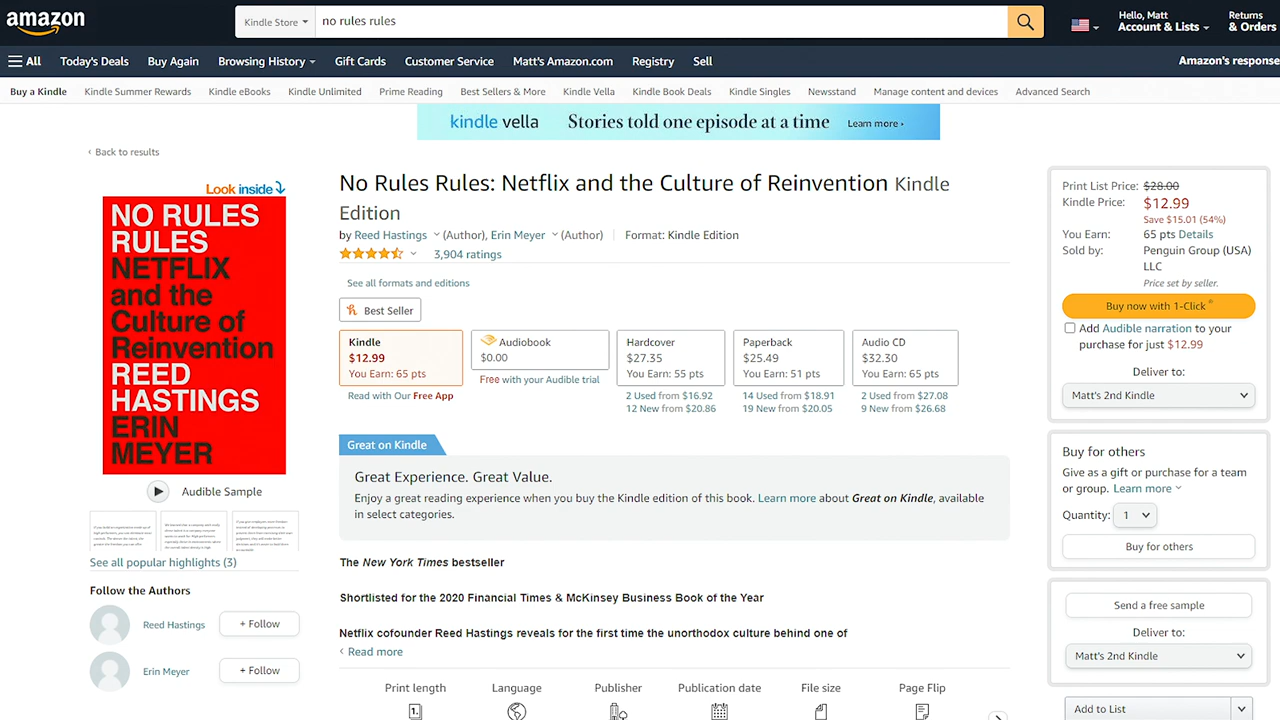 amazon
Kindle Store
no rules rules
Hello, Matt
Account & Lists
Returns
& Orders
All
Today's Deals
Buy Again
Browsing History
Gift Cards
Customer Service
Matt's Amazon.com
Registry
Sell
Amazon's response
Buy a Kindle
Kindle Summer Rewards
Kindle eBooks
Kindle Unlimited
Prime Reading
Best Sellers & More
Kindle Vella
Kindle Book Deals
Kindle Singles
Newsstand
Manage content and devices
Advanced Search
kindle vella Stories told one episode at a time Learn more ›
‹ Back to results
Look inside
NO RULES
RULES
NETFLIX
and the
Culture of
Reinvention
REED
HASTINGS
ERIN
MEYER
Audible Sample
See all popular highlights (3)
Follow the Authors
Reed Hastings
+ Follow
Erin Meyer
+ Follow
No Rules Rules: Netflix and the Culture of Reinvention Kindle
Edition
by Reed Hastings (Author), Erin Meyer (Author) Format: Kindle Edition
3,904 ratings
See all formats and editions
Best Seller
Kindle
$12.99
You Earn: 65 pts
Read with Our Free App
Audiobook
$0.00
Free with your Audible trial
Hardcover
$27.35
You Earn: 55 pts
2 Used from $16.92
12 New from $20.86
Paperback
$25.49
You Earn: 51 pts
14 Used from $18.91
19 New from $20.05
Audio CD
$32.30
You Earn: 65 pts
2 Used from $27.08
9 New from $26.68
Great on Kindle
Great Experience. Great Value.
Enjoy a great reading experience when you buy the Kindle edition of this book. Learn more about Great on Kindle, available
in select categories.
The New York Times bestseller
Shortlisted for the 2020 Financial Times & McKinsey Business Book of the Year
Netflix cofounder Reed Hastings reveals for the first time the unorthodox culture behind one of
‹ Read more
Print length
Language
Publisher
Publication date
File size
Page Flip
Print List Price: $28.00
Kindle Price: $12.99
Save $15.01 (54%)
You Earn: 65 pts Details
Sold by: Penguin Group (USA)
LLC
Price set by seller.
Buy now with 1-Click®
Add Audible narration to your
purchase for just $12.99
Deliver to:
Matt's 2nd Kindle
Buy for others
Give as a gift or purchase for a team
or group. Learn more
Quantity: 1
Buy for others
Send a free sample
Deliver to:
Matt's 2nd Kindle
Add to List